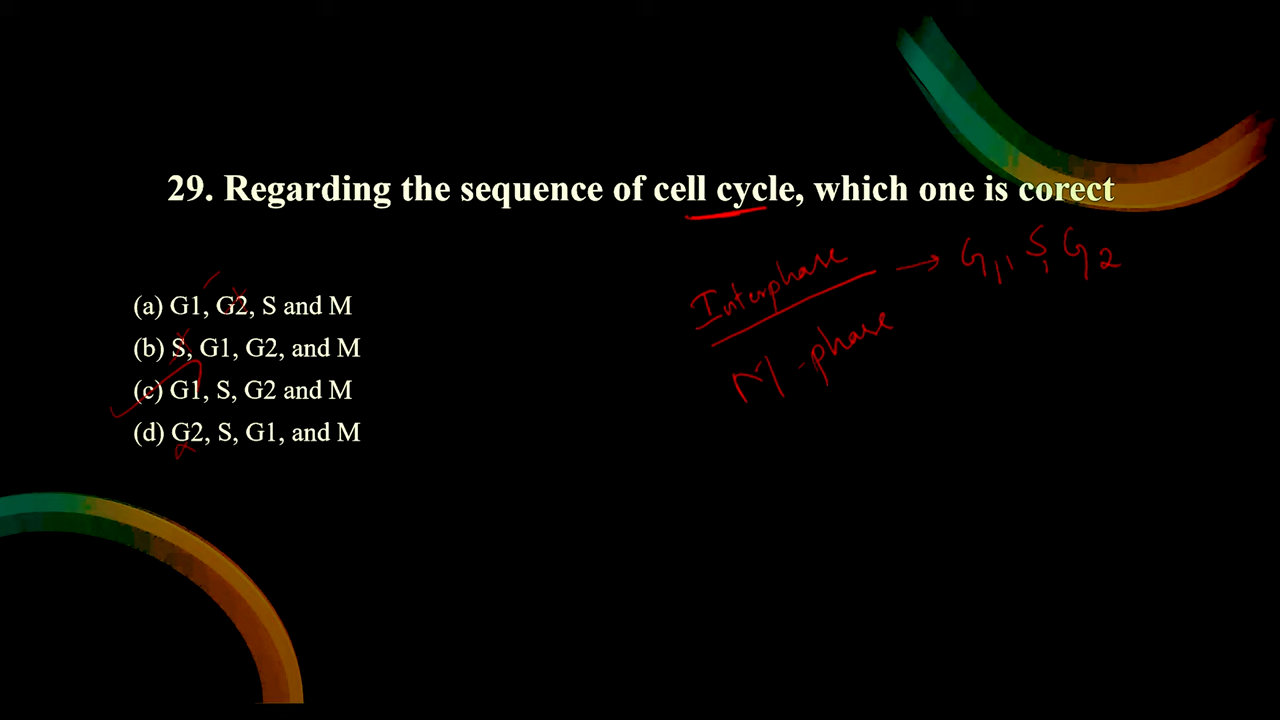 29. Regarding the sequence of cell cycle, which one is corect
Interphase → G1, S, G2
M-phase
(a) G1, G2, S and M
(b) S, G1, G2, and M
(c) G1, S, G2 and M
(d) G2, S, G1, and M